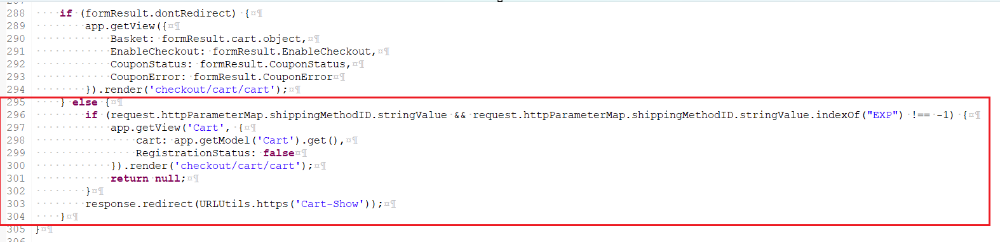 288     if (formResult.dontRedirect) {
289         app.getView({
290             Basket: formResult.cart.object,
291             EnableCheckout: formResult.EnableCheckout,
292             CouponStatus: formResult.CouponStatus,
293             CouponError: formResult.CouponError
294         }).render('checkout/cart/cart');
295     } else {
296         if (request.httpParameterMap.shippingMethodID.stringValue && request.httpParameterMap.shippingMethodID.stringValue.indexOf("EXP") !== -1) {
297             app.getView('Cart', {
298                 cart: app.getModel('Cart').get(),
299                 RegistrationStatus: false
300             }).render('checkout/cart/cart');
301             return null;
302         }
303         response.redirect(URLUtils.https('Cart-Show'));
304     }
305 }